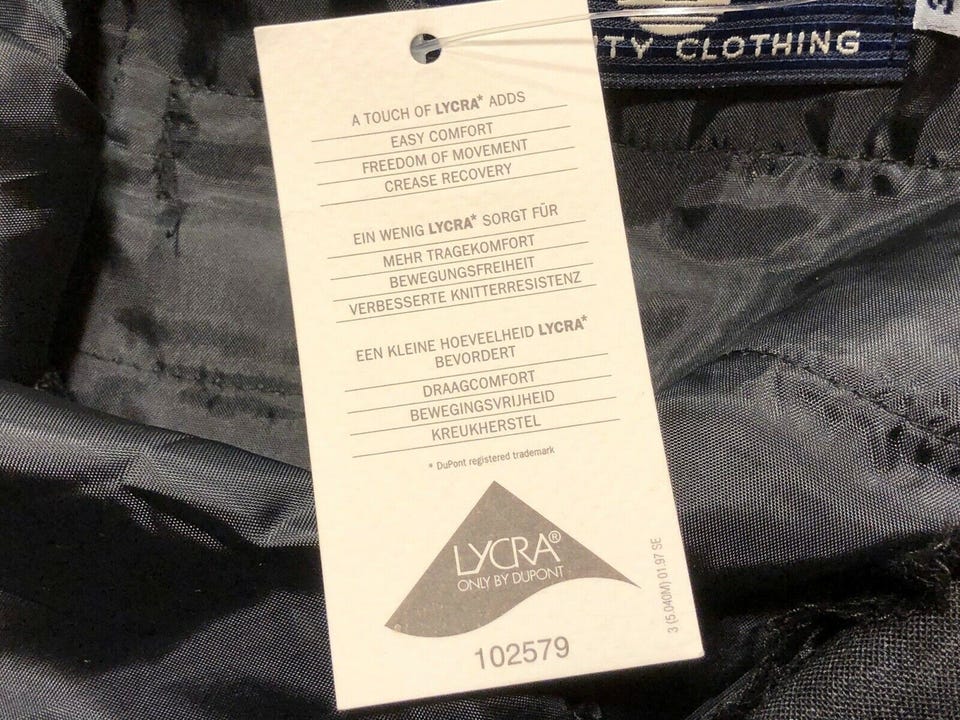 ITY CLOTHING
A TOUCH OF LYCRA* ADDS
EASY COMFORT
FREEDOM OF MOVEMENT
CREASE RECOVERY
EIN WENIG LYCRA* SORGT FÜR
MEHR TRAGEKOMFORT
BEWEGUNGSFREIHEIT
VERBESSERTE KNITTERRESISTENZ
EEN KLEINE HOEVEELHEID LYCRA*
BEVORDERT
DRAAGCOMFORT
BEWEGINGSVRIJHEID
KREUKHERSTEL
* DuPont registered trademark
LYCRA®
ONLY BY DUPONT
102579
3 (5.040M) 01.97 SE